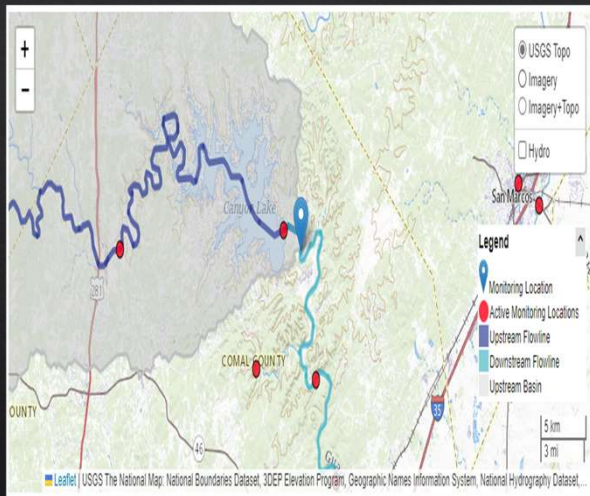 +
−
USGS Topo
Imagery
Imagery+Topo
Hydro
San Marcos
Canyon Lake
Legend
^
Monitoring Location
Active Monitoring Locations
Upstream Flowline
Downstream Flowline
Upstream Basin
281
COMAL COUNTY
OUNTY
35
46
5 km
3 mi
Leaflet | USGS The National Map: National Boundaries Dataset, 3DEP Elevation Program, Geographic Names Information System, National Hydrography Dataset,...